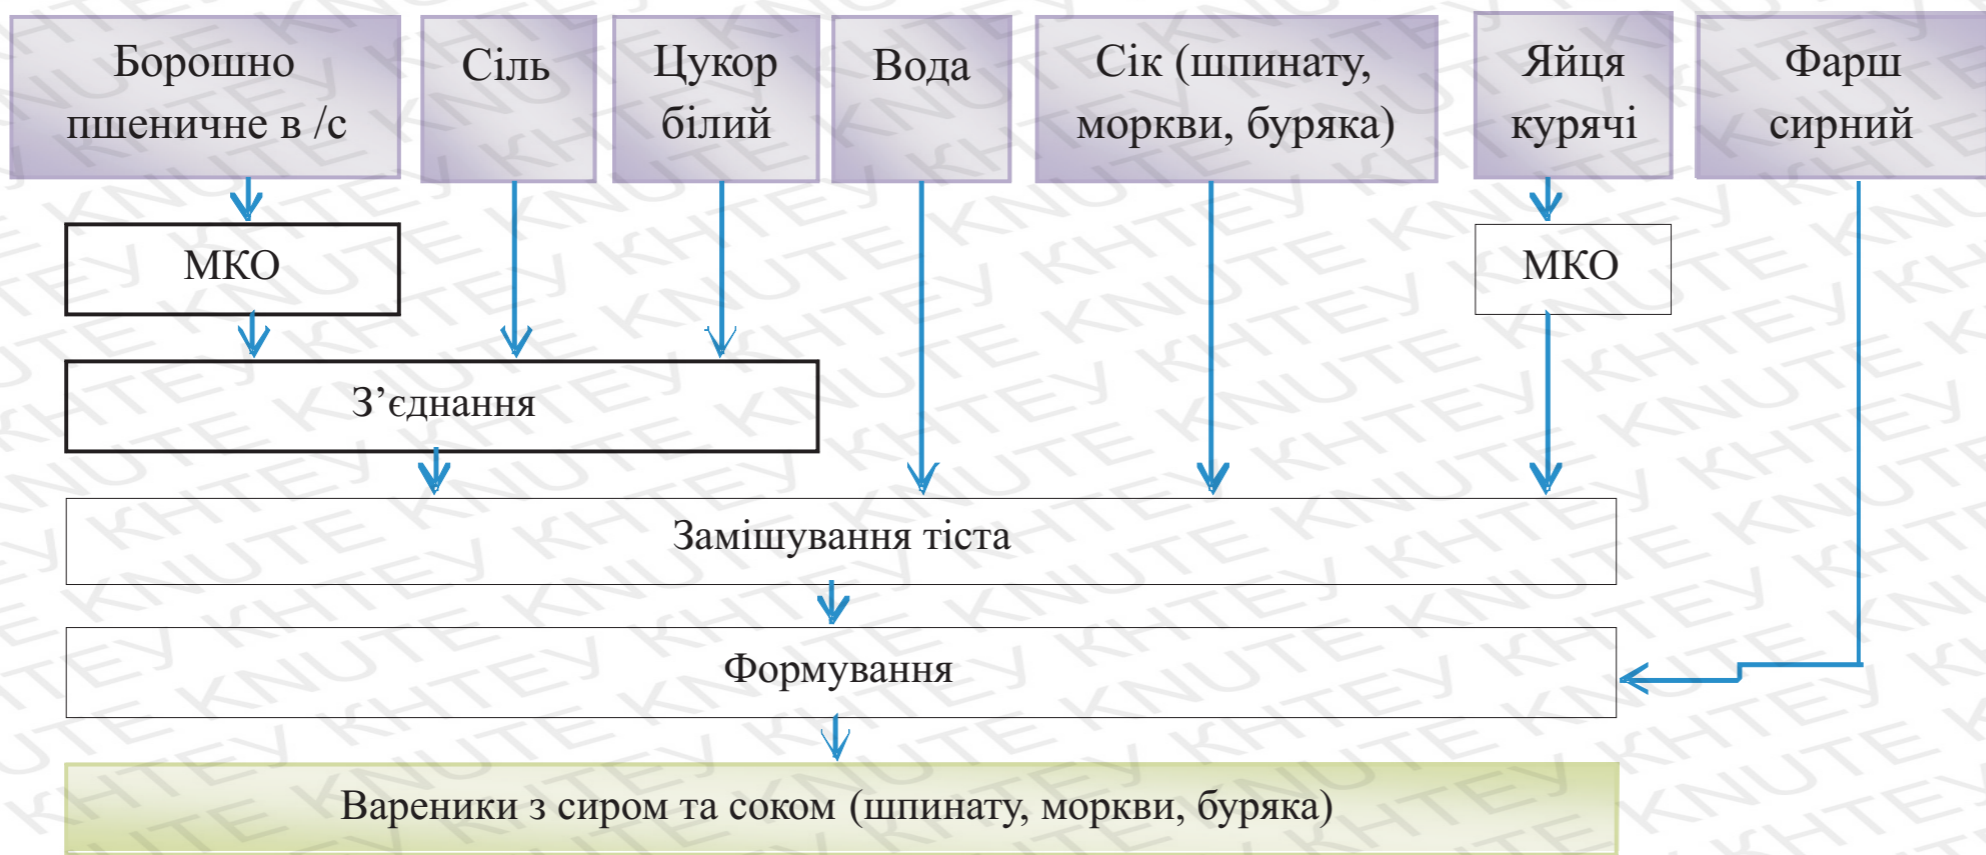 Борошно
пшеничне в /с
Сіль
Цукор
білий
Вода
Сік (шпинату,
моркви, буряка)
Яйця
курячі
Фарш
сирний
МКО
МКО
З’єднання
Замішування тіста
Формування
Вареники з сиром та соком (шпинату, моркви, буряка)